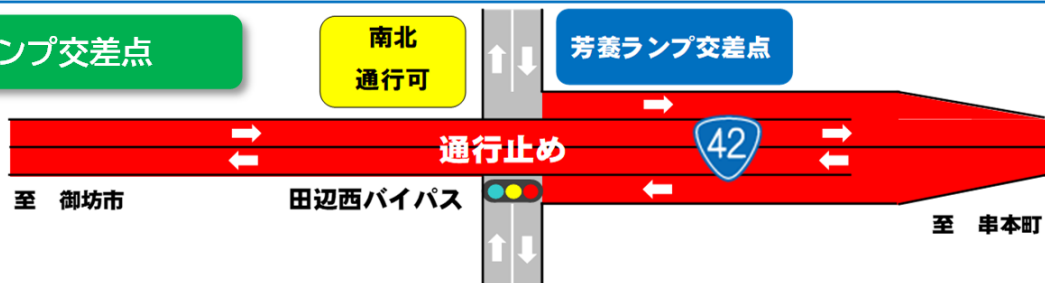 ンプ交差点
南北
通行可
芳養ランプ交差点
通行止め
42
至 御坊市
田辺西バイパス
至 串本町